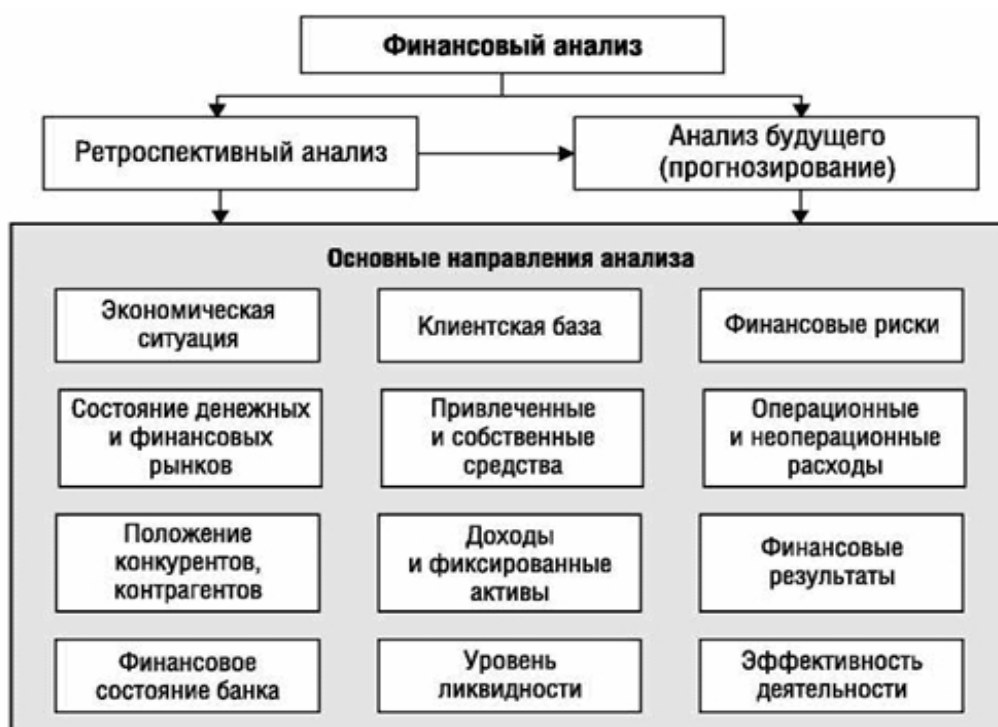 Финансовый анализ
Ретроспективный анализ
Анализ будущего
(прогнозирование)
Основные направления анализа
Экономическая
ситуация
Клиентская база
Финансовые риски
Состояние денежных
и финансовых
рынков
Привлеченные
и собственные
средства
Операционные
и неоперационные
расходы
Положение
конкурентов,
контрагентов
Доходы
и фиксированные
активы
Финансовые
результаты
Финансовое
состояние банка
Уровень
ликвидности
Эффективность
деятельности